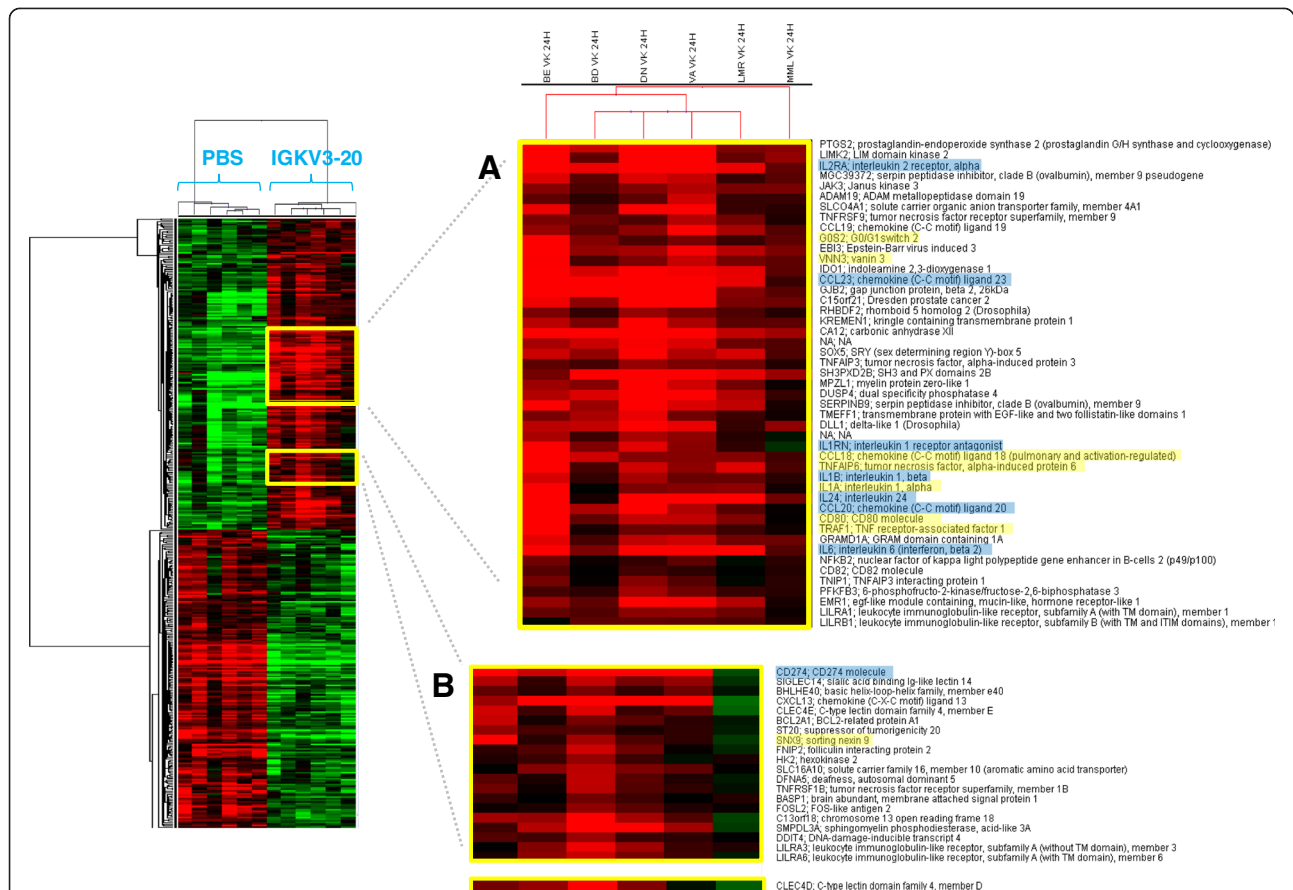 BE VK 24H
BD VK 24H
DN VK 24H
VA VK 24H
LMR VK 24H
MML VK 24H
PBS IGKV3-20
A
PTGS2; prostaglandin-endoperoxide synthase 2 (prostaglandin G/H synthase and cyclooxygenase)
LIMK2; LIM domain kinase 2
IL2RA; interleukin 2 receptor, alpha
MGC39372; serpin peptidase inhibitor, clade B (ovalbumin), member 9 pseudogene
JAK3; Janus kinase 3
ADAM19; ADAM metallopeptidase domain 19
SLCO4A1; solute carrier organic anion transporter family, member 4A1
TNFRSF9; tumor necrosis factor receptor superfamily, member 9
CCL19; chemokine (C-C motif) ligand 19
G0S2; G0/G1switch 2
EBI3; Epstein-Barr virus induced 3
VNN3; vanin 3
IDO1; indoleamine 2,3-dioxygenase 1
CCL23; chemokine (C-C motif) ligand 23
GJB2; gap junction protein, beta 2, 26kDa
C15orf21; Dresden prostate cancer 2
RHBDF2; rhomboid 5 homolog 2 (Drosophila)
KREMEN1; kringle containing transmembrane protein 1
CA12; carbonic anhydrase XII
NA; NA
SOX5; SRY (sex determining region Y)-box 5
TNFAIP3; tumor necrosis factor, alpha-induced protein 3
SH3PXD2B; SH3 and PX domains 2B
MPZL1; myelin protein zero-like 1
DUSP4; dual specificity phosphatase 4
SERPINB9; serpin peptidase inhibitor, clade B (ovalbumin), member 9
TMEFF1; transmembrane protein with EGF-like and two follistatin-like domains 1
DLL1; delta-like 1 (Drosophila)
NA; NA
IL1RN; interleukin 1 receptor antagonist
CCL18; chemokine (C-C motif) ligand 18 (pulmonary and activation-regulated)
TNFAIP6; tumor necrosis factor, alpha-induced protein 6
IL1B; interleukin 1, beta
IL1A; interleukin 1, alpha
IL24; interleukin 24
CCL20; chemokine (C-C motif) ligand 20
CD80; CD80 molecule
TRAF1; TNF receptor-associated factor 1
GRAMD1A; GRAM domain containing 1A
IL6; interleukin 6 (interferon, beta 2)
NFKB2; nuclear factor of kappa light polypeptide gene enhancer in B-cells 2 (p49/p100)
CD82; CD82 molecule
TNIP1; TNFAIP3 interacting protein 1
PFKFB3; 6-phosphofructo-2-kinase/fructose-2,6-biphosphatase 3
EMR1; egf-like module containing, mucin-like, hormone receptor-like 1
LILRA1; leukocyte immunoglobulin-like receptor, subfamily A (with TM domain), member 1
LILRB1; leukocyte immunoglobulin-like receptor, subfamily B (with TM and ITIM domains), member
B
CD274; CD274 molecule
SIGLEC14; sialic acid binding Ig-like lectin 14
BHLHE40; basic helix-loop-helix family, member e40
CXCL13; chemokine (C-X-C motif) ligand 13
CLEC4E; C-type lectin domain family 4, member E
BCL2A1; BCL2-related protein A1
ST20; suppressor of tumorigenicity 20
SNX9; sorting nexin 9
FNIP2; folliculin interacting protein 2
HK2; hexokinase 2
SLC16A10; solute carrier family 16, member 10 (aromatic amino acid transporter)
DFNA5; deafness, autosomal dominant 5
TNFRSF1B; tumor necrosis factor receptor superfamily, member 1B
BASP1; brain abundant, membrane attached signal protein 1
FOSL2; FOS-like antigen 2
C13orf18; chromosome 13 open reading frame 18
SMPDL3A; sphingomyelin phosphodiesterase, acid-like 3A
DDIT4; DNA-damage-inducible transcript 4
LILRA3; leukocyte immunoglobulin-like receptor, subfamily A (without TM domain), member 3
LILRA6; leukocyte immunoglobulin-like receptor, subfamily A (with TM domain), member 6
CLEC4D; C-type lectin domain family 4, member D